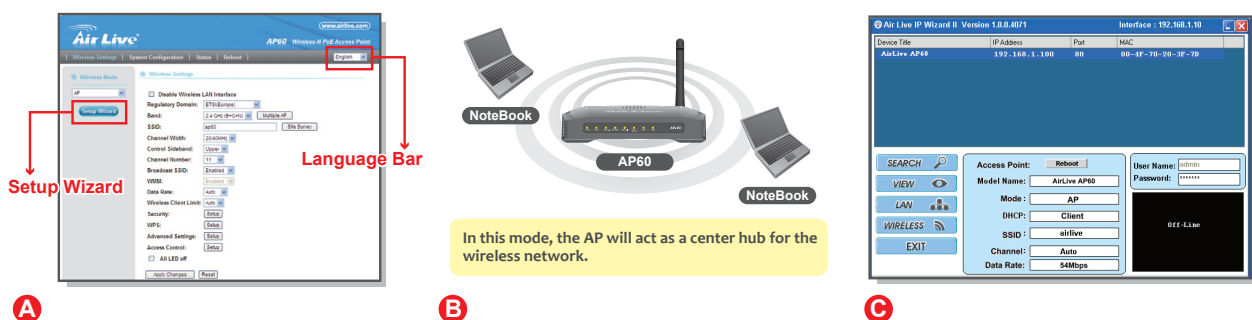 www.airlive.com
Air Live
AP60 Wireless N PoE Access Point
Wireless Settings | System Configuration | Status | Reboot |
English
Wireless Mode
AP
Setup Wizard
Wireless Settings
Disable Wireless LAN Interface
Regulatory Domain: ETSI(Europe)
Band: 2.4 GHz (B+G+N) Multiple AP
SSID: ap60 Site Survey
Channel Width: 20/40MHz
Control Sideband: Upper
Channel Number: 11
Broadcast SSID: Enabled
WMM: Enabled
Data Rate: Auto
Wireless Client Limit: Auto
Security: Setup
WPS: Setup
Advanced Settings: Setup
Access Control: Setup
All LED off
Apply Changes Reset
Setup Wizard
Language Bar
A
NoteBook
AP60
AP60
NoteBook
In this mode, the AP will act as a center hub for the
wireless network.
B
Air Live IP Wizard II Version 1.0.0.4071 Interface : 192.168.1.10
Device Title IP Address Port MAC
AirLive AP60 192.168.1.100 80 00-4F-70-20-3F-7D
SEARCH
VIEW
LAN
WIRELESS
EXIT
Access Point: Reboot
Model Name: AirLive AP60
Mode : AP
DHCP: Client
SSID : airlive
Channel: Auto
Data Rate: 54Mbps
User Name: admin
Password: *******
Off-Line
C